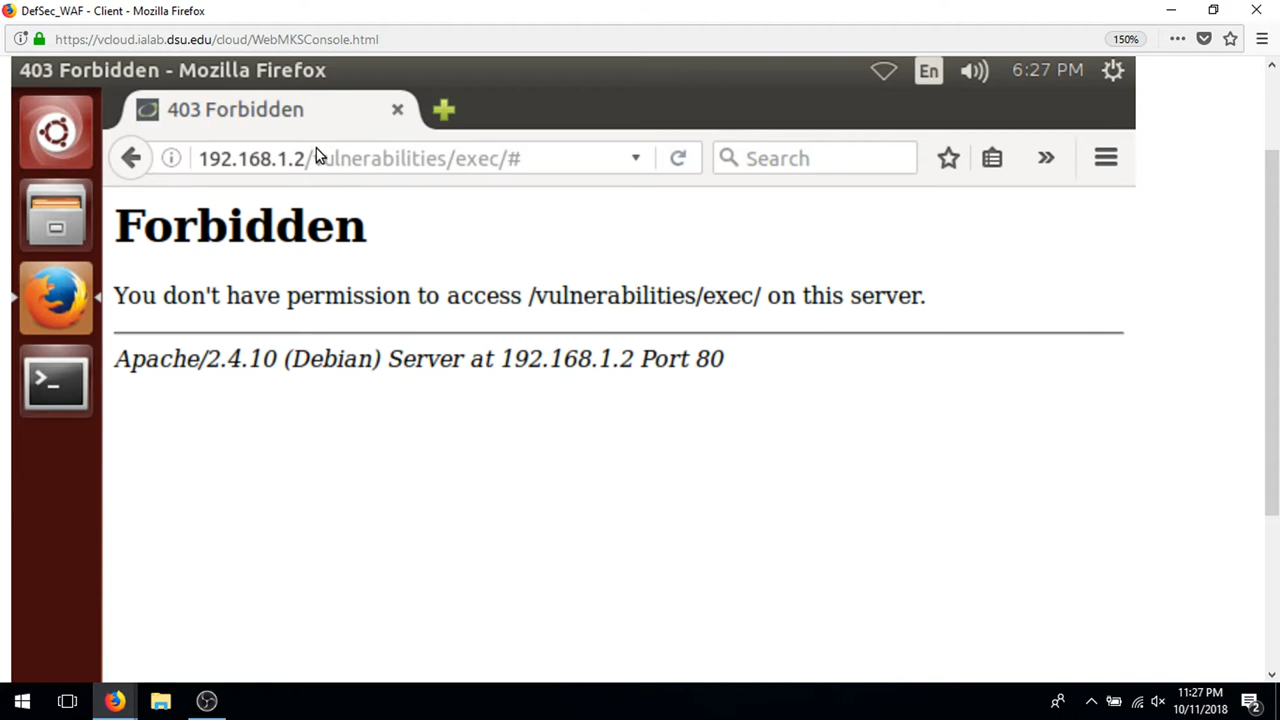 DefSec_WAF - Client - Mozilla Firefox
https://vcloud.ialab.dsu.edu/cloud/WebMKSConsole.html
150%
403 Forbidden - Mozilla Firefox
En
6:27 PM
403 Forbidden
192.168.1.2/vulnerabilities/exec/#
Search
Forbidden
You don't have permission to access /vulnerabilities/exec/ on this server.
Apache/2.4.10 (Debian) Server at 192.168.1.2 Port 80
11:27 PM
10/11/2018
2